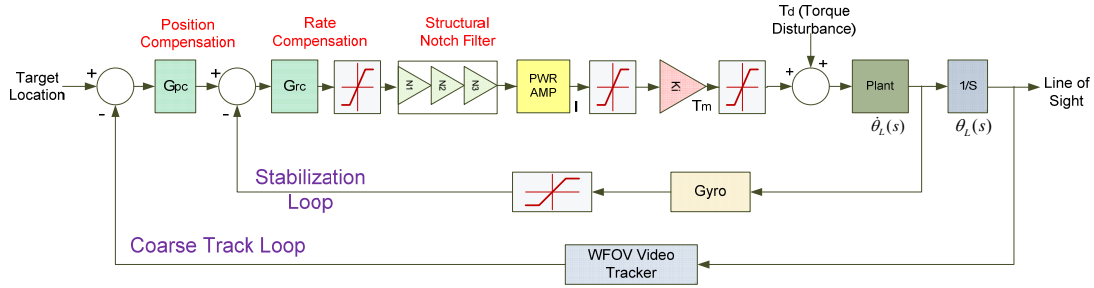 Position
Compensation
Rate
Compensation
Structural
Notch Filter
Td (Torque
Disturbance)
Target
Location
+
-
Gpc
+
-
Grc
N1
N2
N3
PWR
AMP
I
Ki
Tm
+
+
Plant
1/S
Line of
Sight
θ̇L(s)
θL(s)
Stabilization
Loop
Gyro
Coarse Track Loop
WFOV Video
Tracker